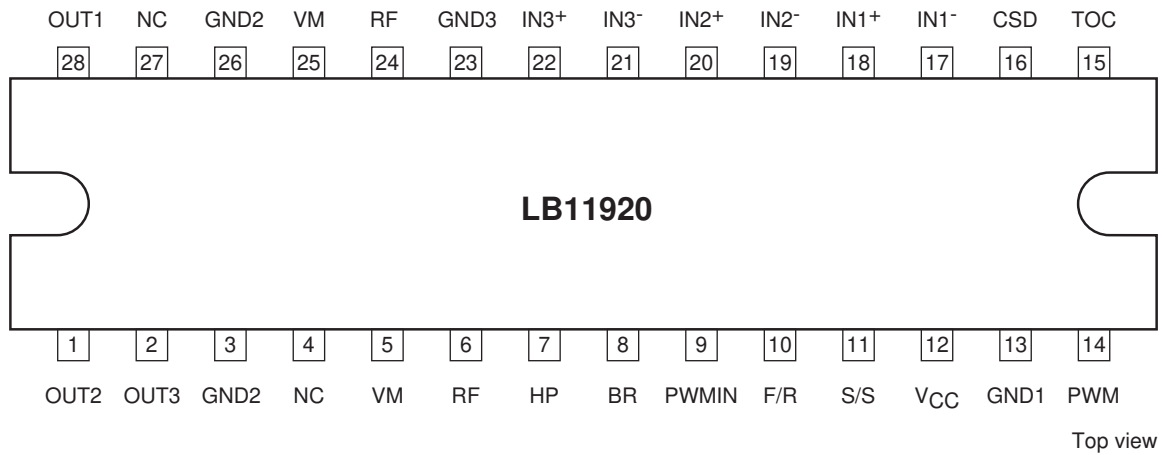 OUT1 NC GND2 VM RF GND3 IN3+ IN3- IN2+ IN2- IN1+ IN1- CSD TOC
28 27 26 25 24 23 22 21 20 19 18 17 16 15
LB11920
1 2 3 4 5 6 7 8 9 10 11 12 13 14
OUT2 OUT3 GND2 NC VM RF HP BR PWMIN F/R S/S VCC GND1 PWM
Top view